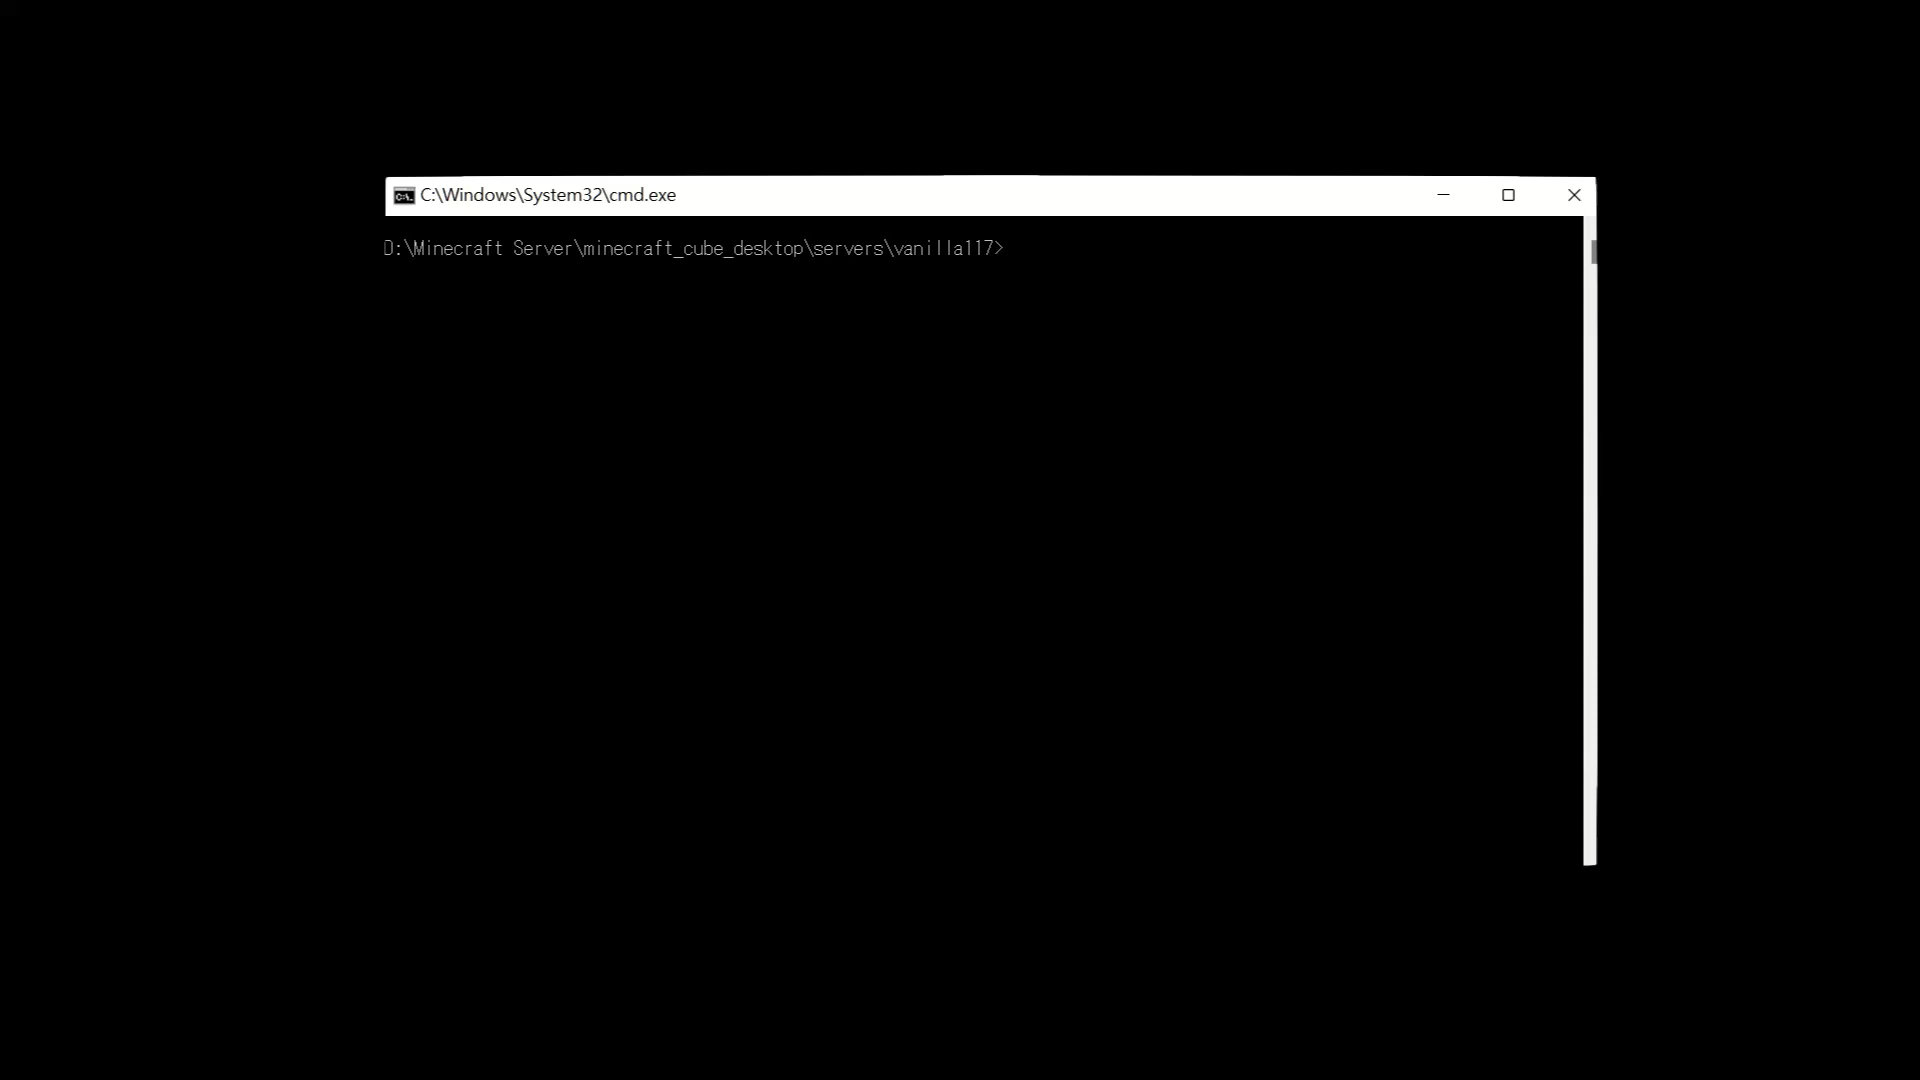 C:\Windows\System32\cmd.exe
D:\Minecraft Server\minecraft_cube_desktop\servers\vanilla117>